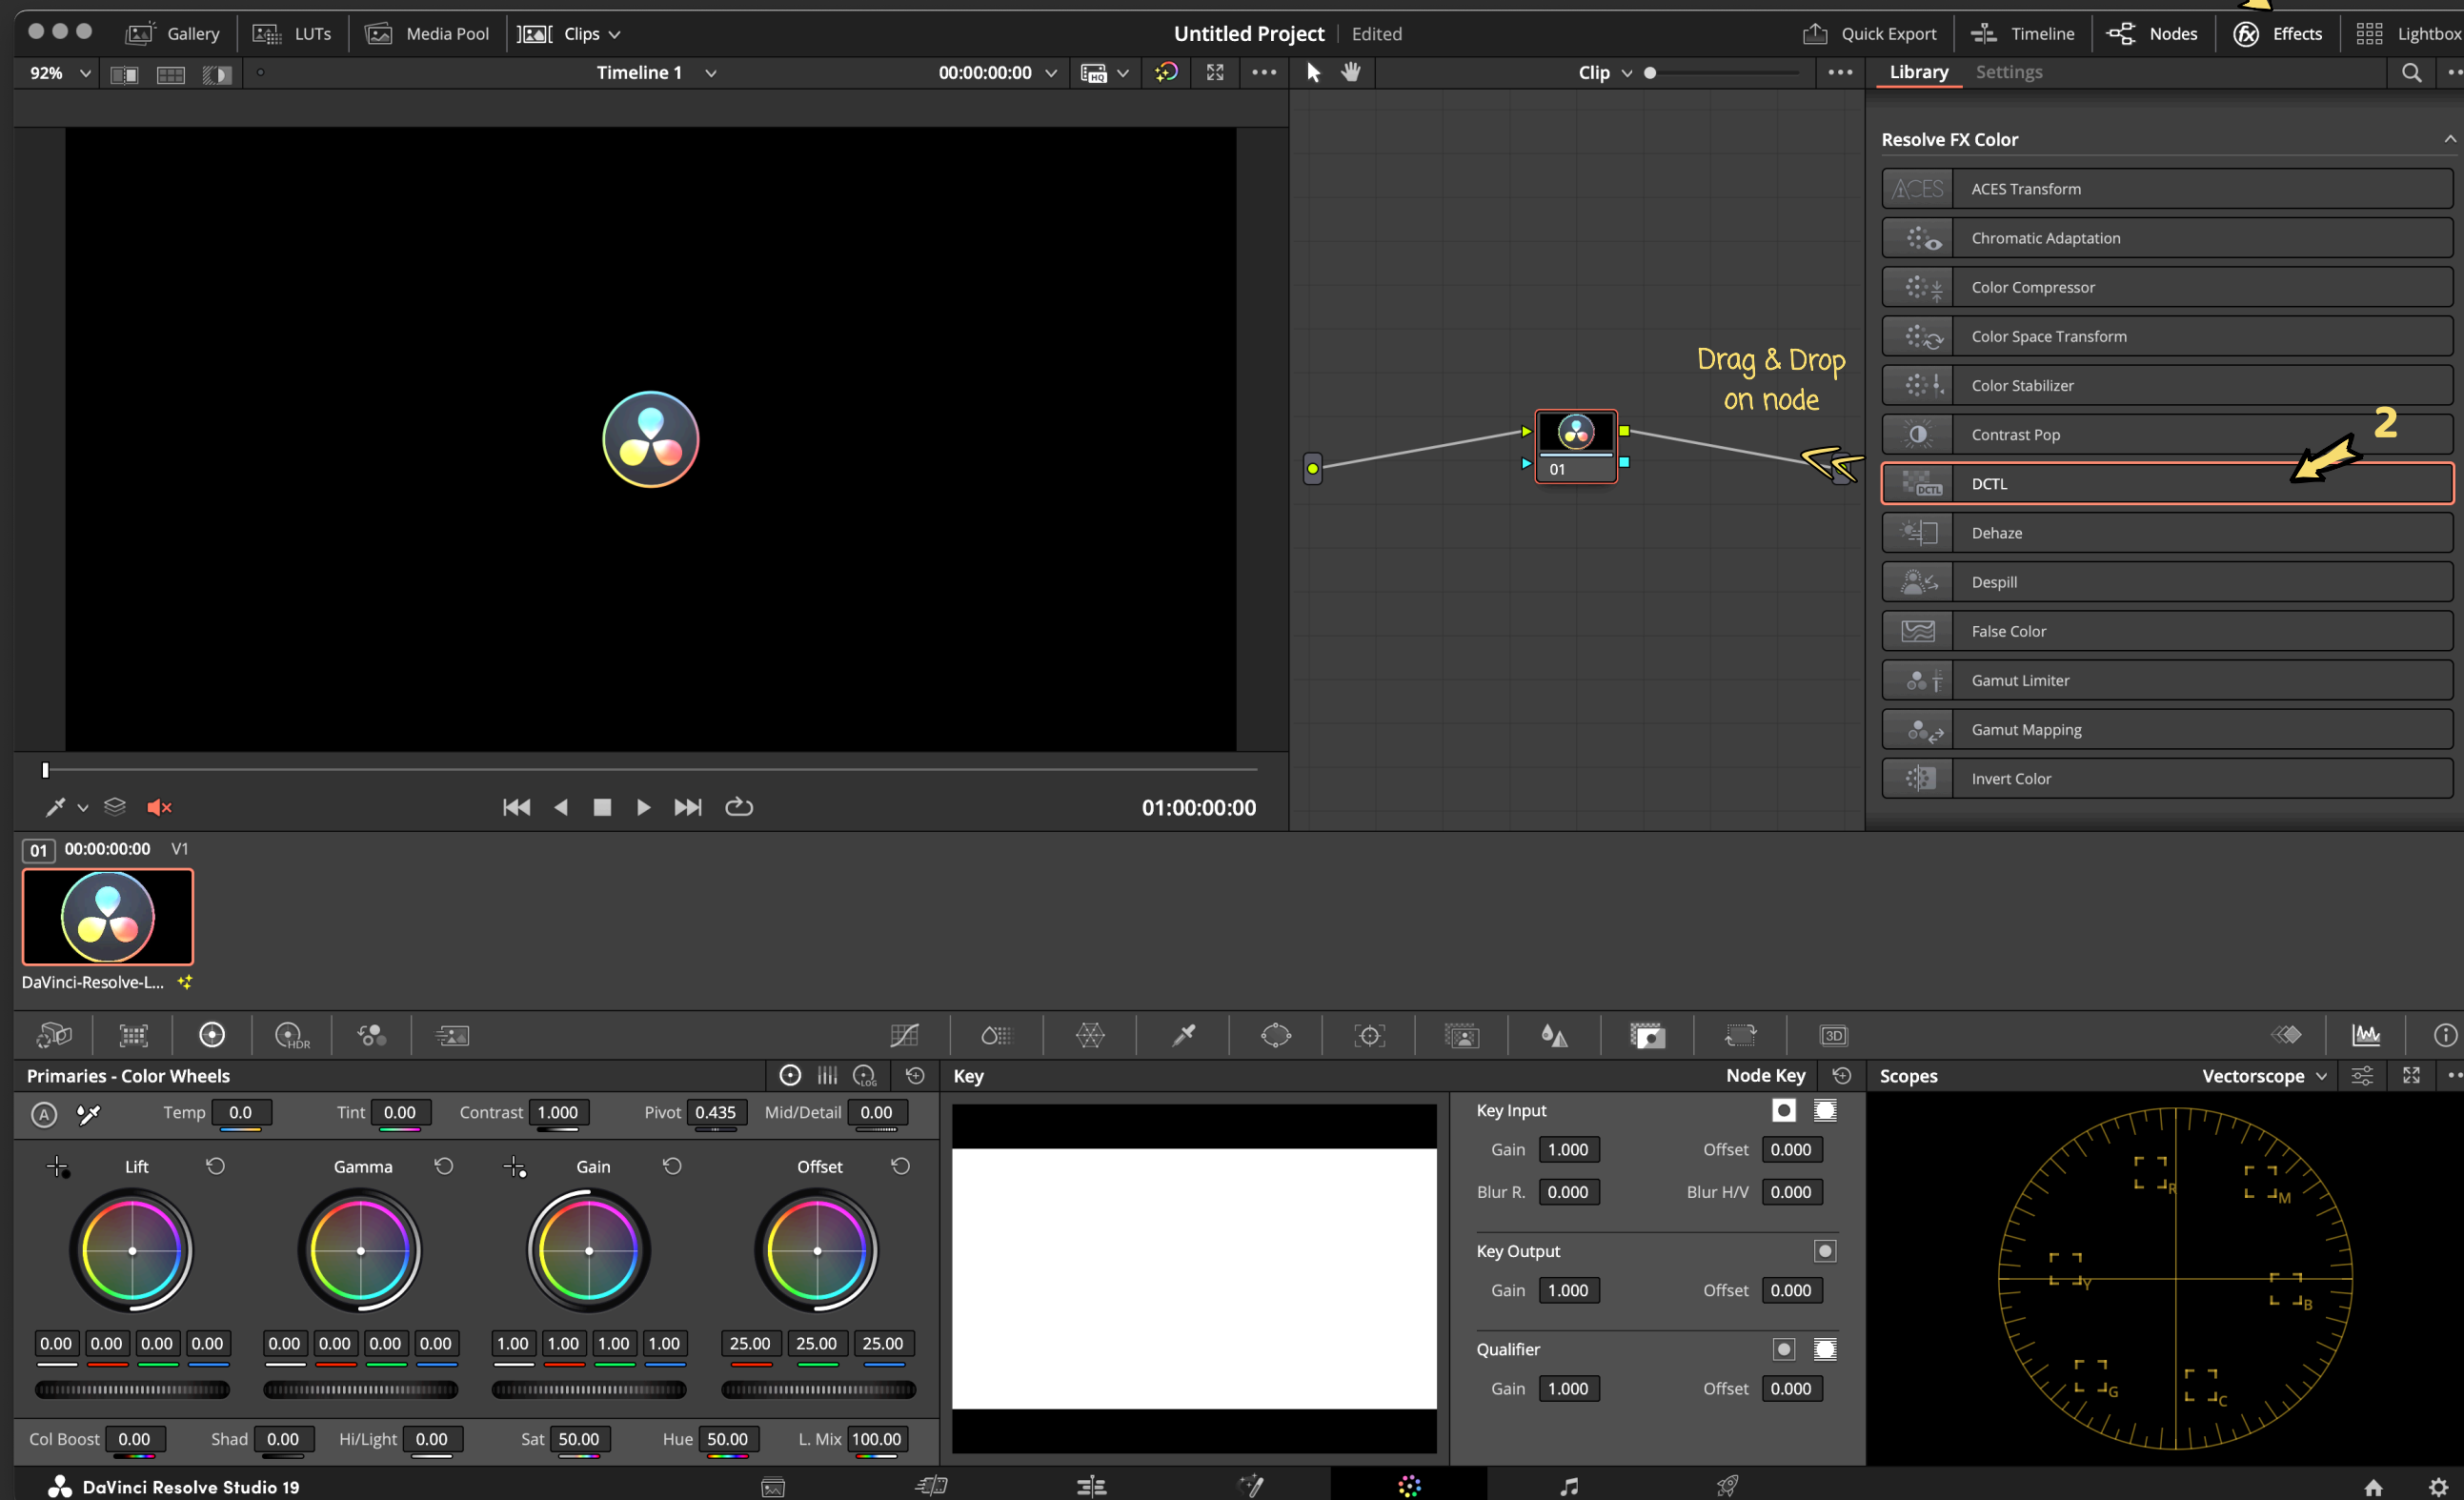 Gallery LUTs Media Pool Clips Untitled Project Edited Quick Export Timeline Nodes fx Effects Lightbox
92% Timeline 1 00:00:00:00 HQ Clip Library Settings
Resolve FX Color
ACES ACES Transform
Chromatic Adaptation
Color Compressor
Color Space Transform
Drag & Drop
on node
Color Stabilizer
2
Contrast Pop
01
DCTL DCTL
Dehaze
Despill
False Color
Gamut Limiter
Gamut Mapping
Invert Color
01:00:00:00
01 00:00:00:00 V1
DaVinci-Resolve-L...
HDR 3D
Primaries - Color Wheels LOG Key Node Key Scopes Vectorscope
A Temp 0.0 Tint 0.00 Contrast 1.000 Pivot 0.435 Mid/Detail 0.00
Key Input
Gain 1.000 Offset 0.000
Lift Gamma Gain Offset
Blur R. 0.000 Blur H/V 0.000
Key Output
Gain 1.000 Offset 0.000
R M
Y B
G C
0.00 0.00 0.00 0.00 0.00 0.00 0.00 0.00 1.00 1.00 1.00 1.00 25.00 25.00 25.00
Qualifier
Gain 1.000 Offset 0.000
Col Boost 0.00 Shad 0.00 Hi/Light 0.00 Sat 50.00 Hue 50.00 L. Mix 100.00
DaVinci Resolve Studio 19